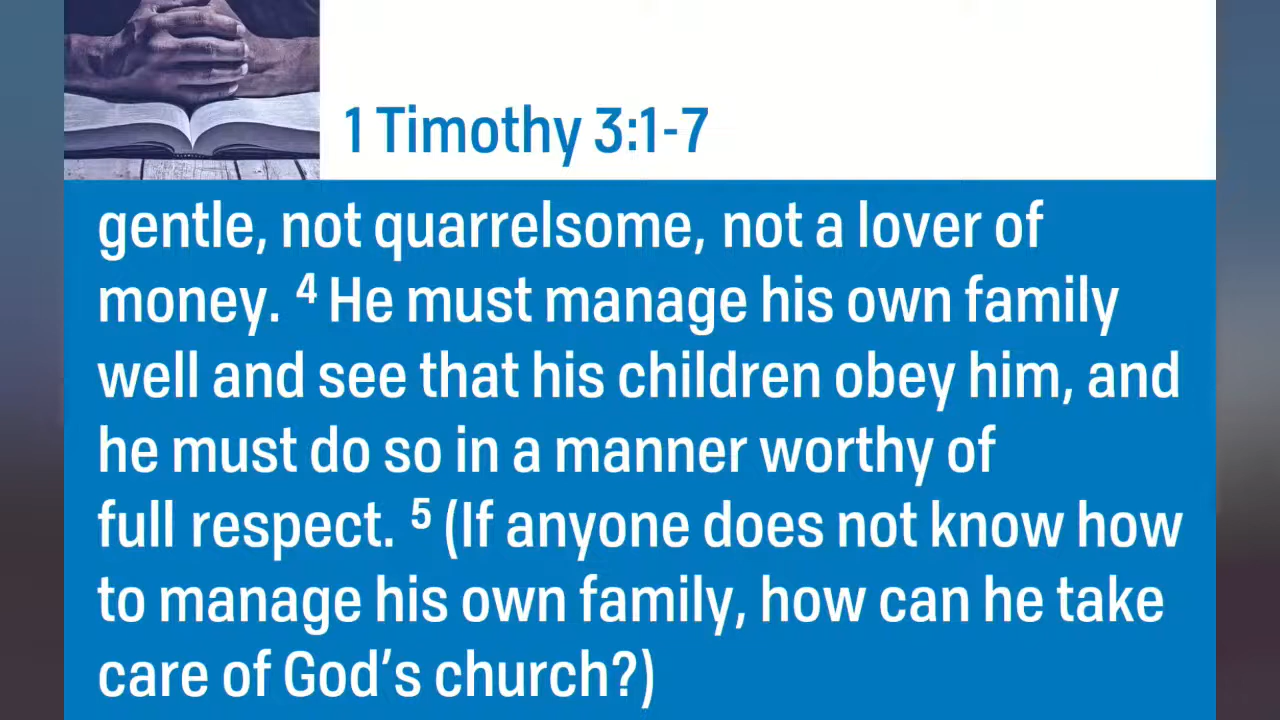 1 Timothy 3:1-7
gentle, not quarrelsome, not a lover of
money. ⁴ He must manage his own family
well and see that his children obey him, and
he must do so in a manner worthy of
full respect. ⁵ (If anyone does not know how
to manage his own family, how can he take
care of God’s church?)